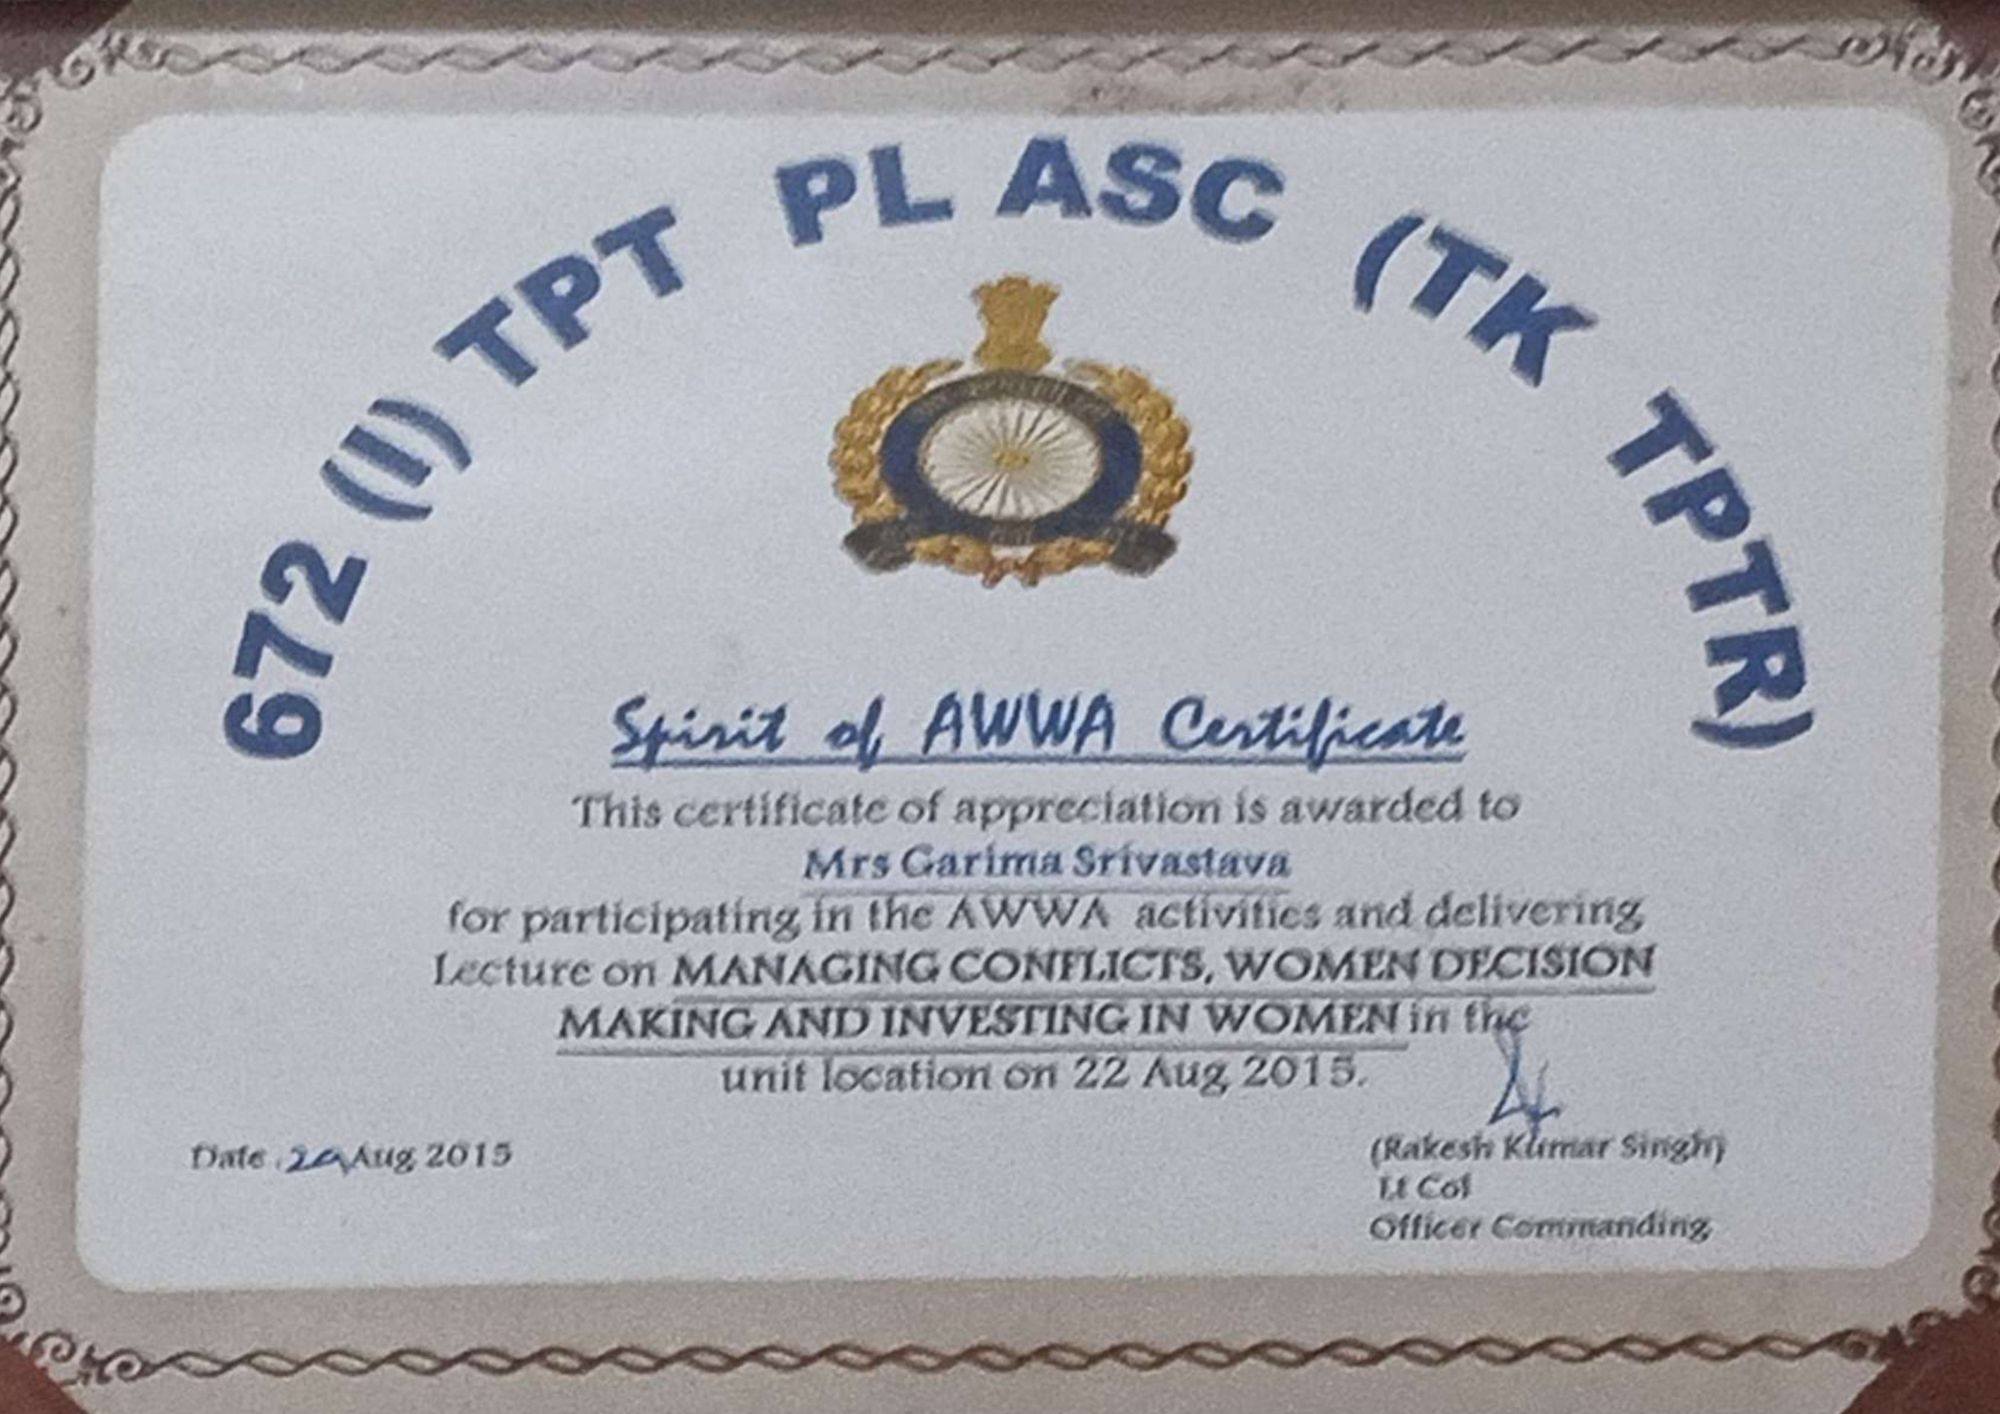 672 (I) TPT PL ASC (TK TPTR)
Spirit of AWWA Certificate
This certificate of appreciation is awarded to
Mrs Garima Srivastava
for participating in the AWWA activities and delivering
Lecture on MANAGING CONFLICTS, WOMEN DECISION
MAKING AND INVESTING IN WOMEN in the
unit location on 22 Aug 2015.
Date : Aug 2015
(Rakesh Kumar Singh)
Lt Col
Officer Commanding